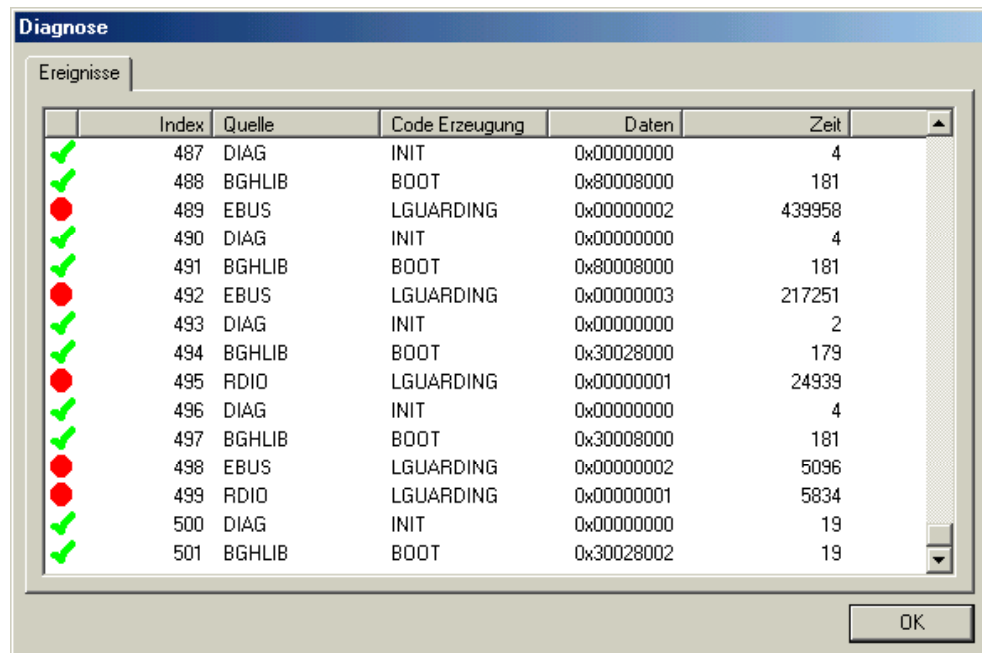 Diagnose
Ereignisse
Index Quelle Code Erzeugung Daten Zeit
487 DIAG INIT 0x00000000 4
488 BGHLIB BOOT 0x80008000 181
489 EBUS LGUARDING 0x00000002 439958
490 DIAG INIT 0x00000000 4
491 BGHLIB BOOT 0x80008000 181
492 EBUS LGUARDING 0x00000003 217251
493 DIAG INIT 0x00000000 2
494 BGHLIB BOOT 0x30028000 179
495 RDIO LGUARDING 0x00000001 24939
496 DIAG INIT 0x00000000 4
497 BGHLIB BOOT 0x30008000 181
498 EBUS LGUARDING 0x00000002 5096
499 RDIO LGUARDING 0x00000001 5834
500 DIAG INIT 0x00000000 19
501 BGHLIB BOOT 0x30028002 19
OK